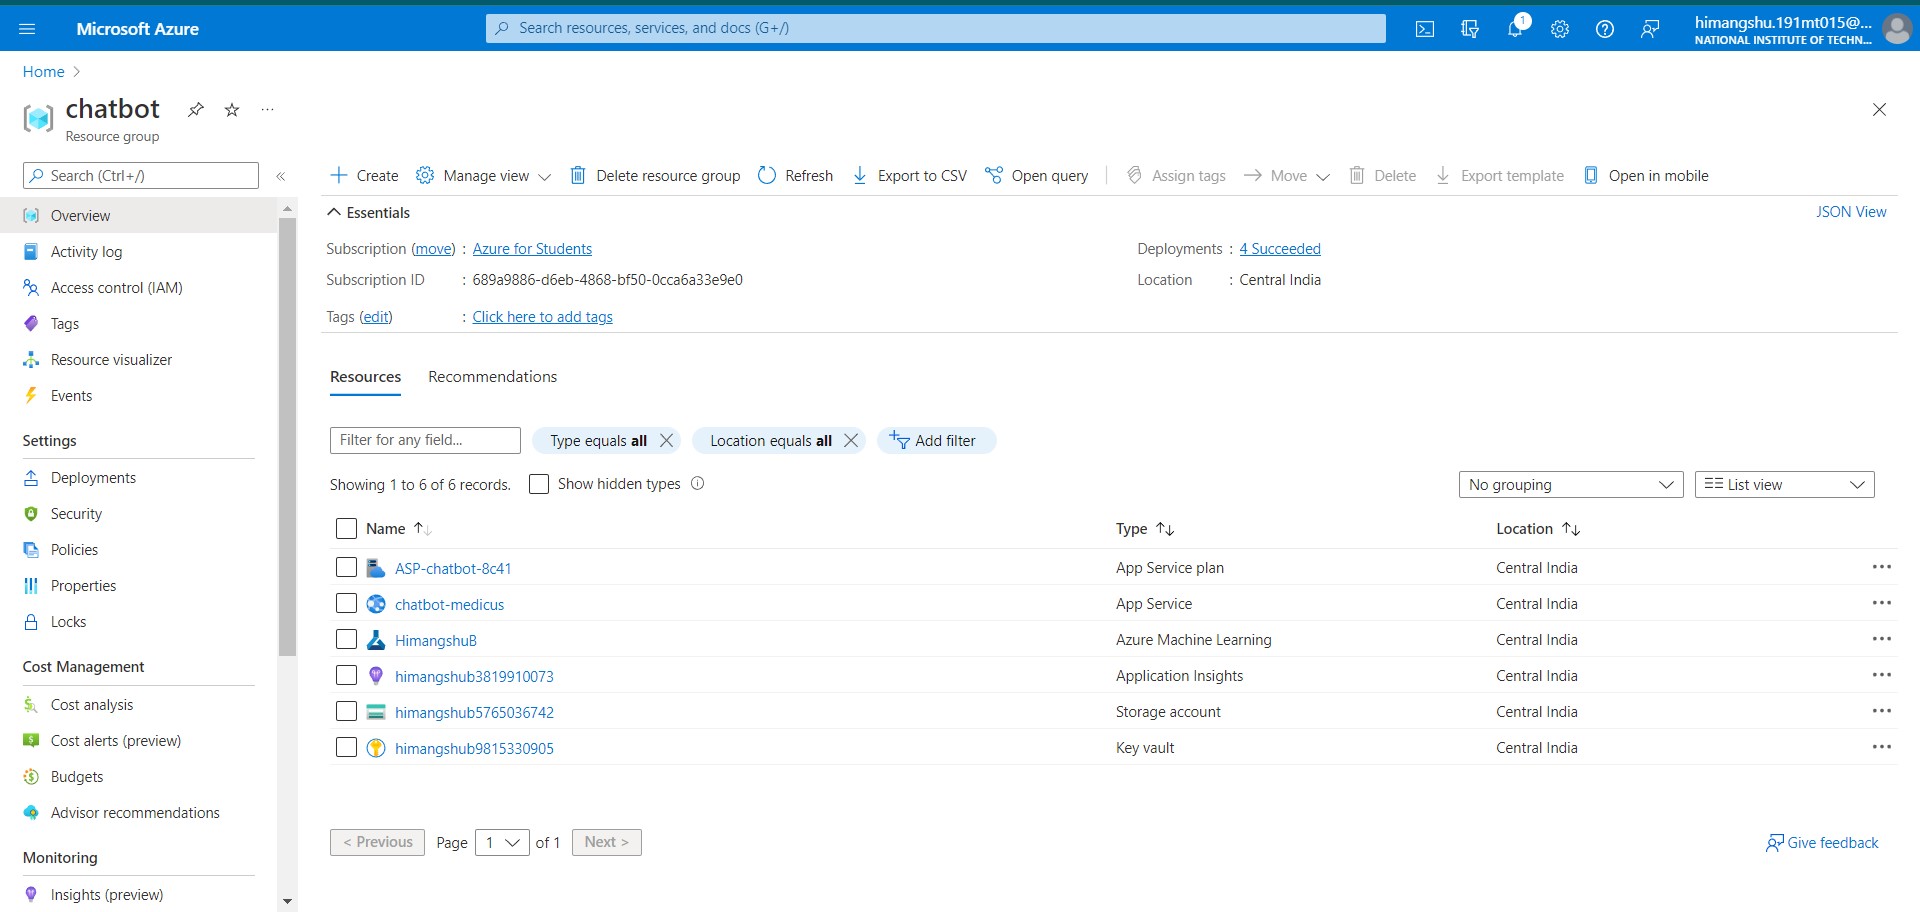 Microsoft Azure
Search resources, services, and docs (G+/)
1
himangshu.191mt015@...
NATIONAL INSTITUTE OF TECHN...
Home
chatbot
Resource group
Search (Ctrl+/)
Create
Manage view
Delete resource group
Refresh
Export to CSV
Open query
Assign tags
Move
Delete
Export template
Open in mobile
Overview
Activity log
Access control (IAM)
Tags
Resource visualizer
Events
Settings
Deployments
Security
Policies
Properties
Locks
Cost Management
Cost analysis
Cost alerts (preview)
Budgets
Advisor recommendations
Monitoring
Insights (preview)
Essentials
JSON View
Subscription (move) : Azure for Students
Deployments : 4 Succeeded
Subscription ID : 689a9886-d6eb-4868-bf50-0cca6a33e9e0
Location : Central India
Tags (edit) : Click here to add tags
Resources
Recommendations
Filter for any field...
Type equals all
Location equals all
Add filter
Showing 1 to 6 of 6 records.
Show hidden types
No grouping
List view
Name Type Location
ASP-chatbot-8c41 App Service plan Central India
chatbot-medicus App Service Central India
HimangshuB Azure Machine Learning Central India
himangshub3819910073 Application Insights Central India
himangshub5765036742 Storage account Central India
himangshub9815330905 Key vault Central India
< Previous Page 1 of 1 Next >
Give feedback